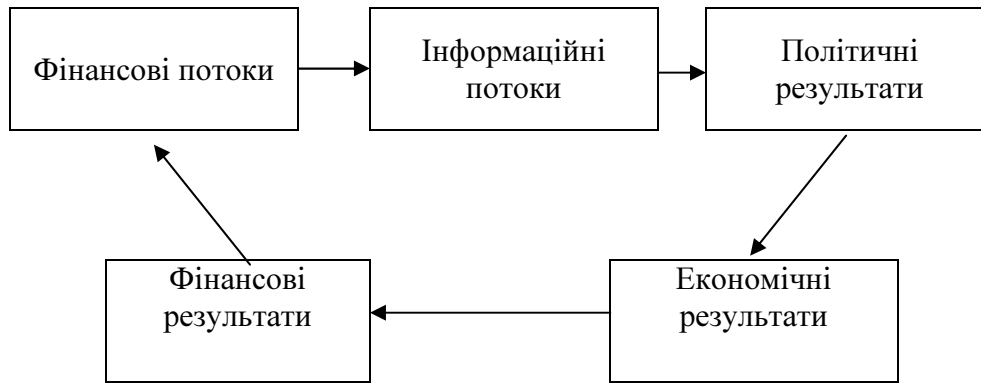 Фінансові потоки
Інформаційні
потоки
Політичні
результати
Фінансові
результати
Економічні
результати